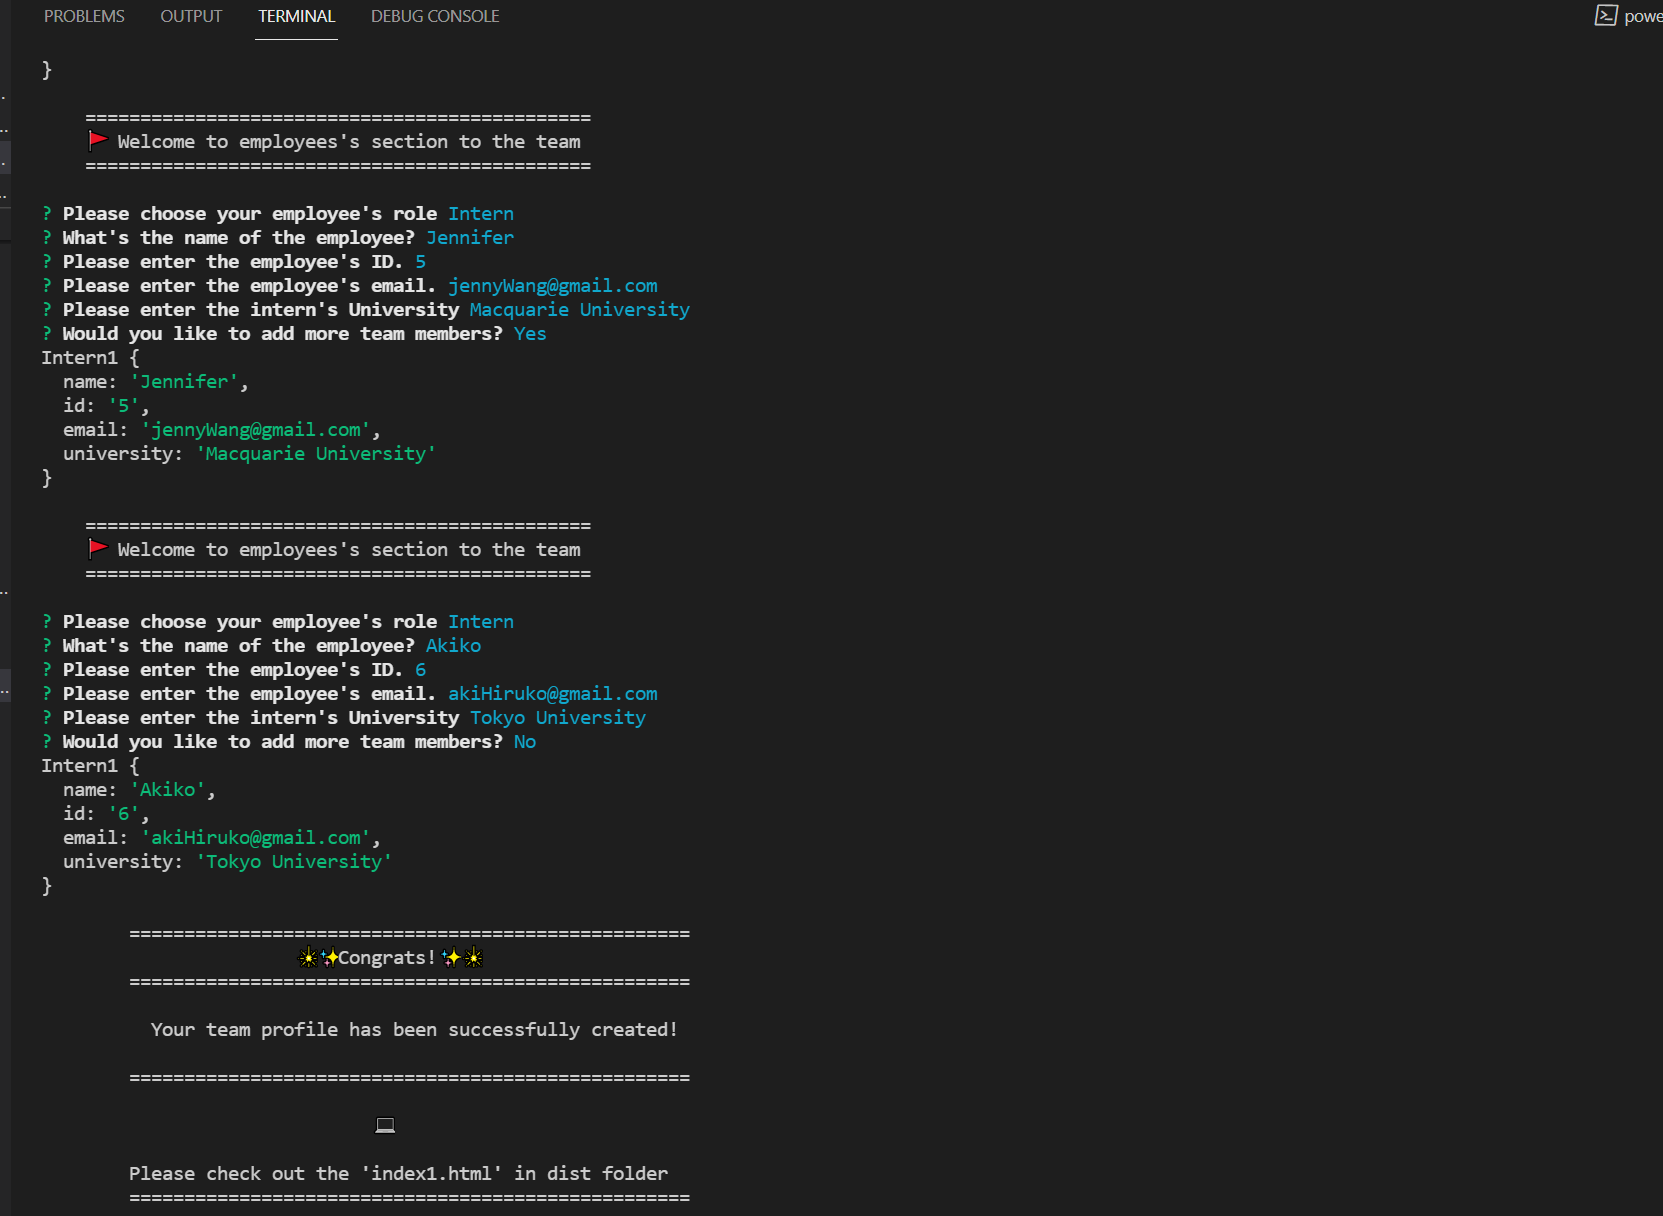 PROBLEMS OUTPUT TERMINAL DEBUG CONSOLE
}
==============================================
🚩 Welcome to employees's section to the team
==============================================
? Please choose your employee's role Intern
? What's the name of the employee? Jennifer
? Please enter the employee's ID. 5
? Please enter the employee's email. jennyWang@gmail.com
? Please enter the intern's University Macquarie University
? Would you like to add more team members? Yes
Intern1 {
  name: 'Jennifer',
  id: '5',
  email: 'jennyWang@gmail.com',
  university: 'Macquarie University'
}
==============================================
🚩 Welcome to employees's section to the team
==============================================
? Please choose your employee's role Intern
? What's the name of the employee? Akiko
? Please enter the employee's ID. 6
? Please enter the employee's email. akiHiruko@gmail.com
? Please enter the intern's University Tokyo University
? Would you like to add more team members? No
Intern1 {
  name: 'Akiko',
  id: '6',
  email: 'akiHiruko@gmail.com',
  university: 'Tokyo University'
}
===================================================
Congrats!
===================================================
Your team profile has been successfully created!
===================================================
Please check out the 'index1.html' in dist folder
===================================================